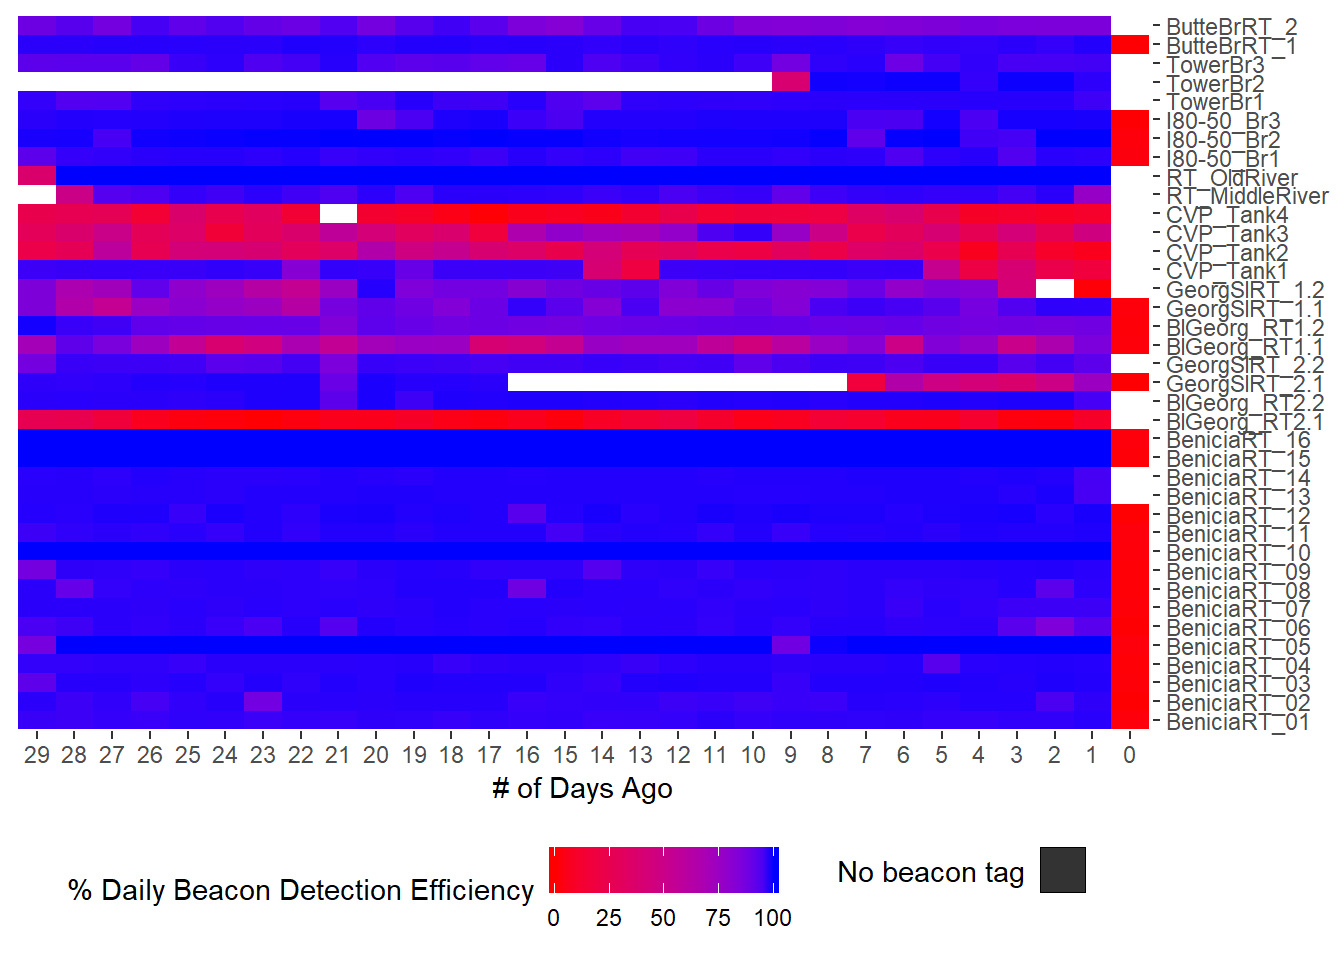 ButteBrRT_2
ButteBrRT_1
TowerBr3
TowerBr2
TowerBr1
I80-50_Br3
I80-50_Br2
I80-50_Br1
RT_OldRiver
RT_MiddleRiver
CVP_Tank4
CVP_Tank3
CVP_Tank2
CVP_Tank1
GeorgSlRT_1.2
GeorgSlRT_1.1
BlGeorg_RT1.2
BlGeorg_RT1.1
GeorgSlRT_2.2
GeorgSlRT_2.1
BlGeorg_RT2.2
BlGeorg_RT2.1
BeniciaRT_16
BeniciaRT_15
BeniciaRT_14
BeniciaRT_13
BeniciaRT_12
BeniciaRT_11
BeniciaRT_10
BeniciaRT_09
BeniciaRT_08
BeniciaRT_07
BeniciaRT_06
BeniciaRT_05
BeniciaRT_04
BeniciaRT_03
BeniciaRT_02
BeniciaRT_01
29 28 27 26 25 24 23 22 21 20 19 18 17 16 15 14 13 12 11 10 9 8 7 6 5 4 3 2 1 0
# of Days Ago
% Daily Beacon Detection Efficiency
0 25 50 75 100
No beacon tag